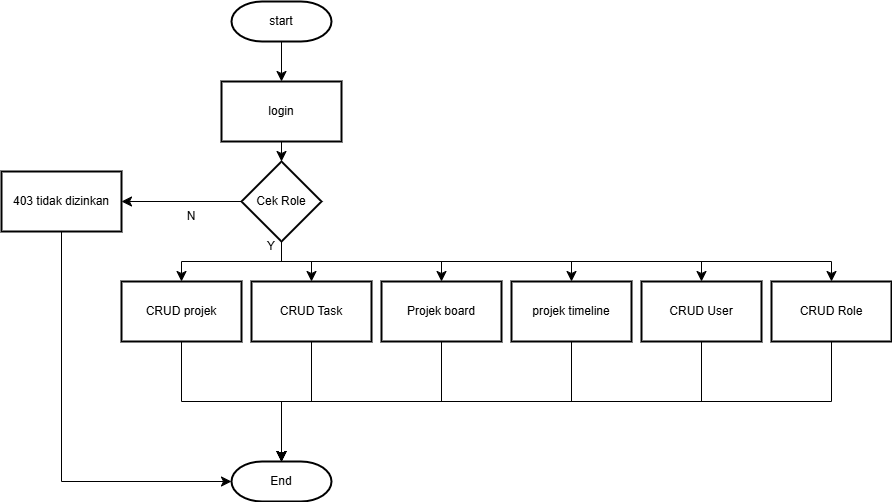 start
login
Cek Role
403 tidak dizinkan
N
Y
CRUD projek
CRUD Task
Projek board
projek timeline
CRUD User
CRUD Role
End